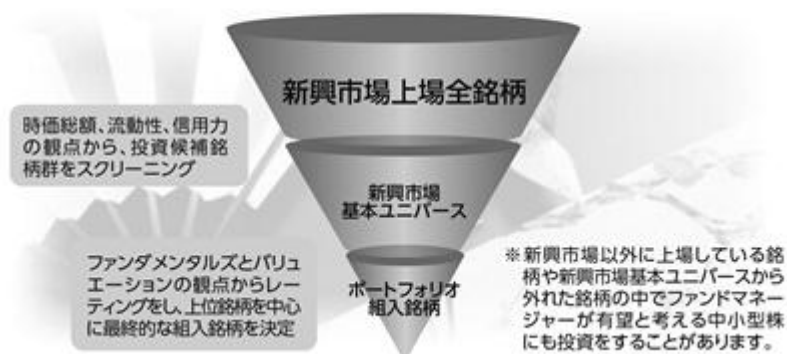 新興市場上場全銘柄
時価総額、流動性、信用力
の観点から、投資候補銘
柄群をスクリーニング
新興市場
基本ユニバース
ファンダメンタルズとバリュ
エーションの観点からレー
ティングをし、上位銘柄を中心
に最終的な組入銘柄を決定
ポートフォリオ
組入銘柄
※新興市場以外に上場している銘
柄や新興市場基本ユニバースから
外れた銘柄の中でファンドマネー
ジャーが有望と考える中小型株
にも投資をすることがあります。